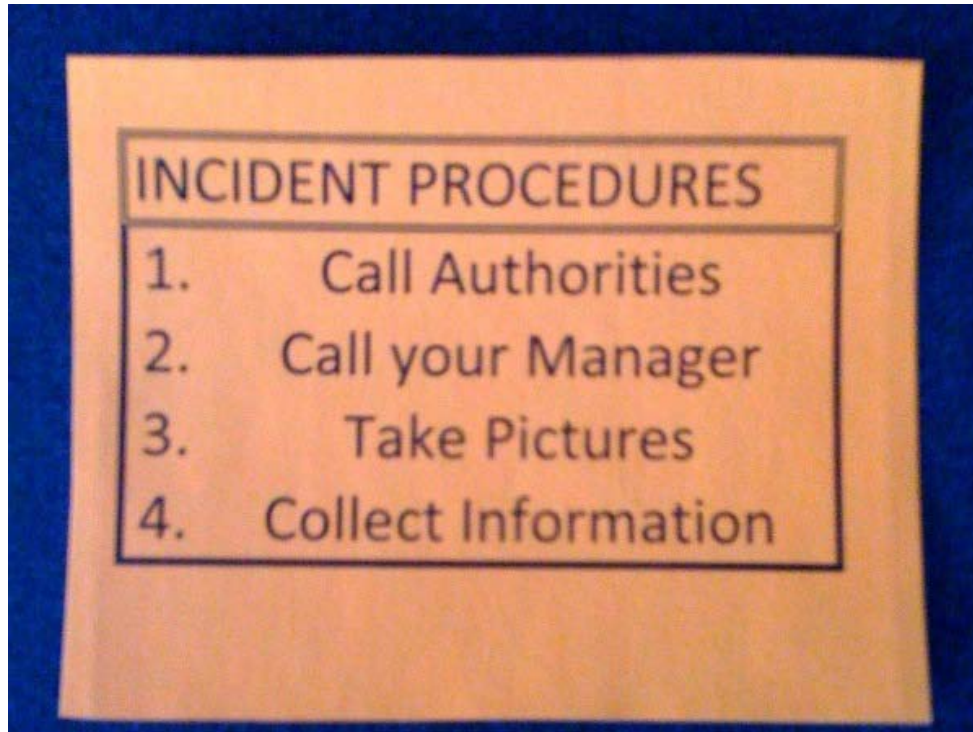 INCIDENT PROCEDURES
1. Call Authorities
2. Call your Manager
3. Take Pictures
4. Collect Information